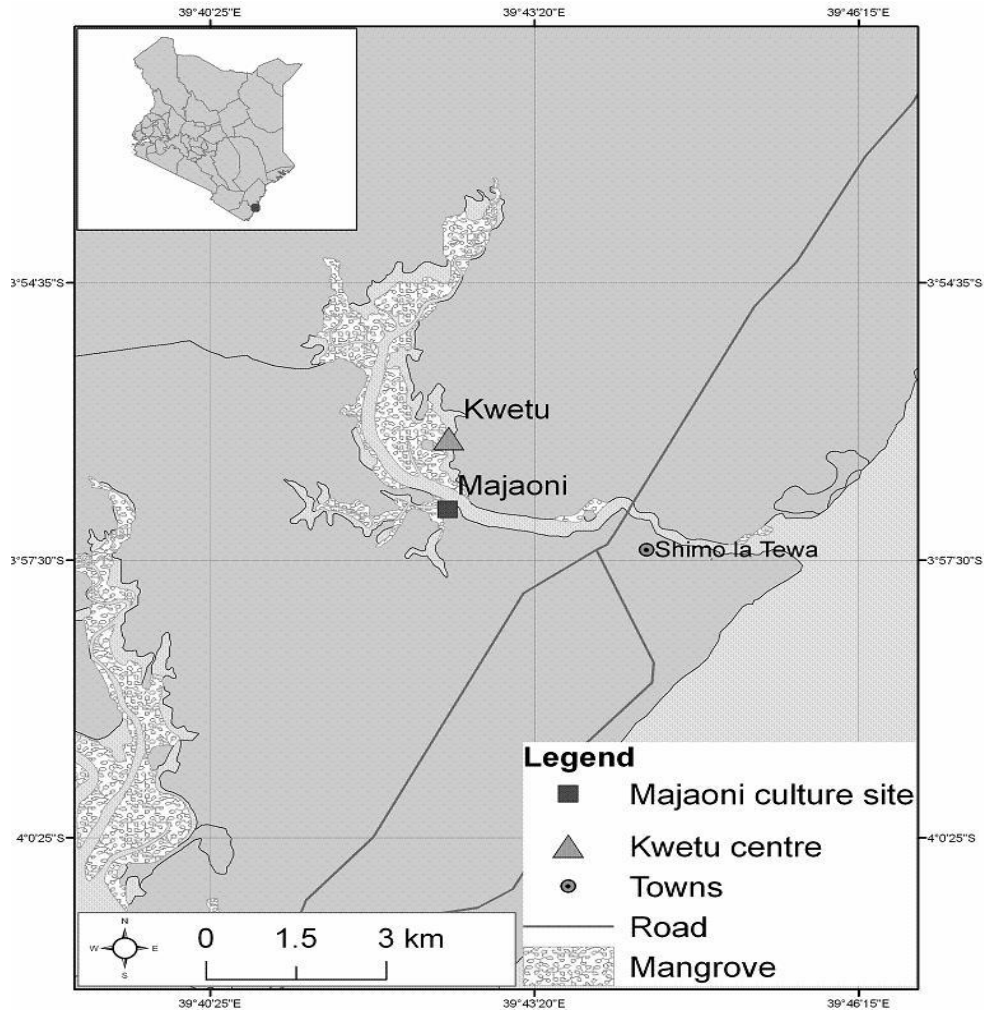 39°40'25"E 39°43'20"E 39°46'15"E
3°54'35"S 3°54'35"S
Kwetu
Majaoni
Shimo la Tewa
3°57'30"S 3°57'30"S
Legend
Majaoni culture site
Kwetu centre
Towns
Road
Mangrove
4°0'25"S 4°0'25"S
N
W E
S
0 1.5 3 km
39°40'25"E 39°43'20"E 39°46'15"E